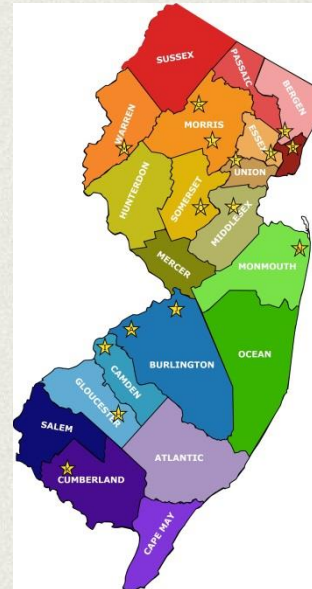 SUSSEX
PASSAIC
BERGEN
WARREN
MORRIS
ESSEX
UNION
HUNTERDON
SOMERSET
MIDDLESEX
MERCER
MONMOUTH
OCEAN
BURLINGTON
CAMDEN
GLOUCESTER
SALEM
ATLANTIC
CUMBERLAND
CAPE MAY